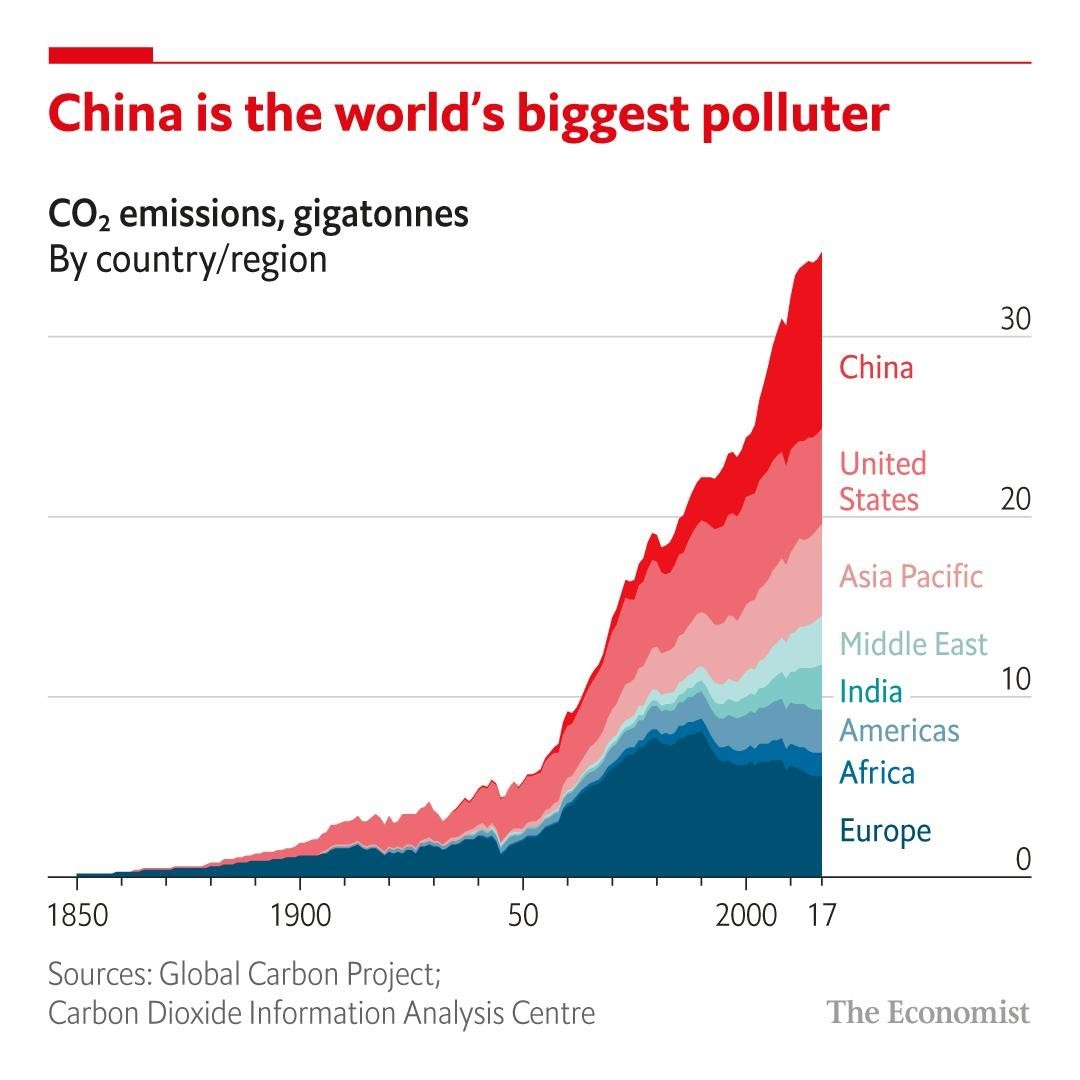 China is the world's biggest polluter
CO₂ emissions, gigatonnes
By country/region
30
China
United
States
20
Asia Pacific
Middle East
10
India
Americas
Africa
Europe
0
1850
1900
50
2000
17
Sources: Global Carbon Project;
Carbon Dioxide Information Analysis Centre
The Economist